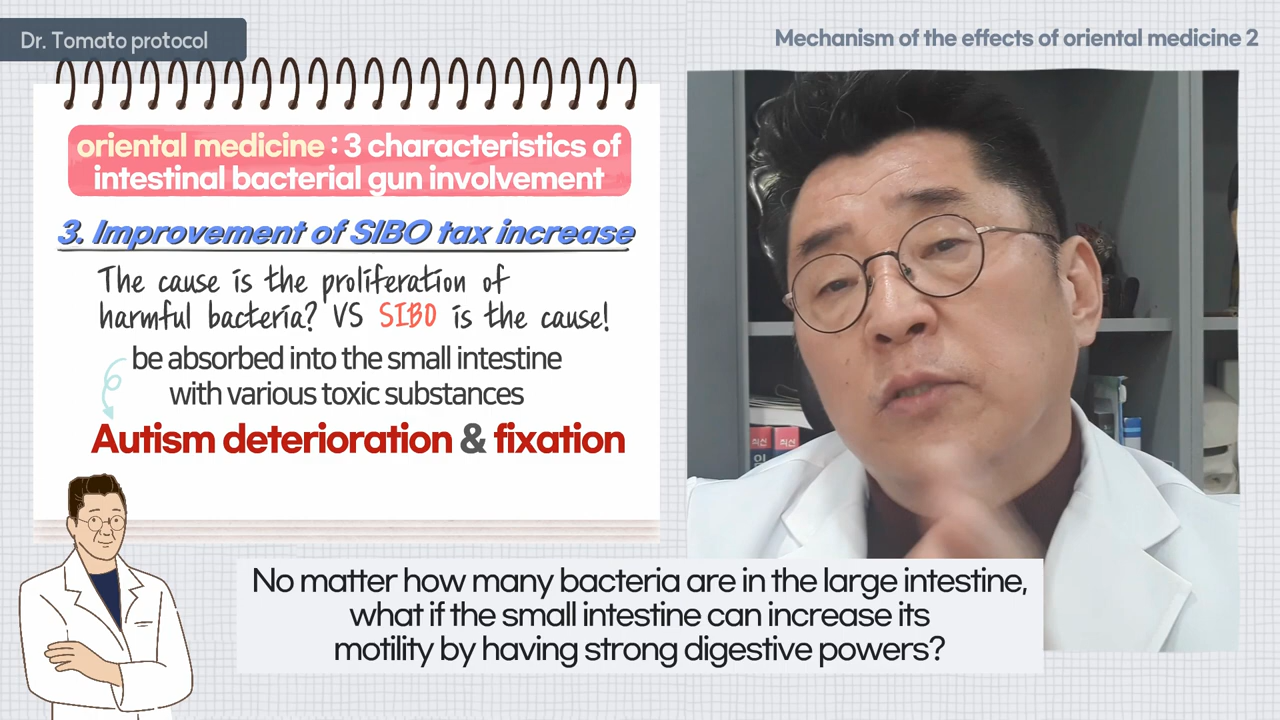 Dr. Tomato protocol
Mechanism of the effects of oriental medicine 2
oriental medicine : 3 characteristics of
intestinal bacterial gun involvement
3. Improvement of SIBO tax increase
The cause is the proliferation of
harmful bacteria? VS SIBO is the cause!
be absorbed into the small intestine
with various toxic substances
Autism deterioration & fixation
최신
최신
No matter how many bacteria are in the large intestine,
what if the small intestine can increase its
motility by having strong digestive powers?